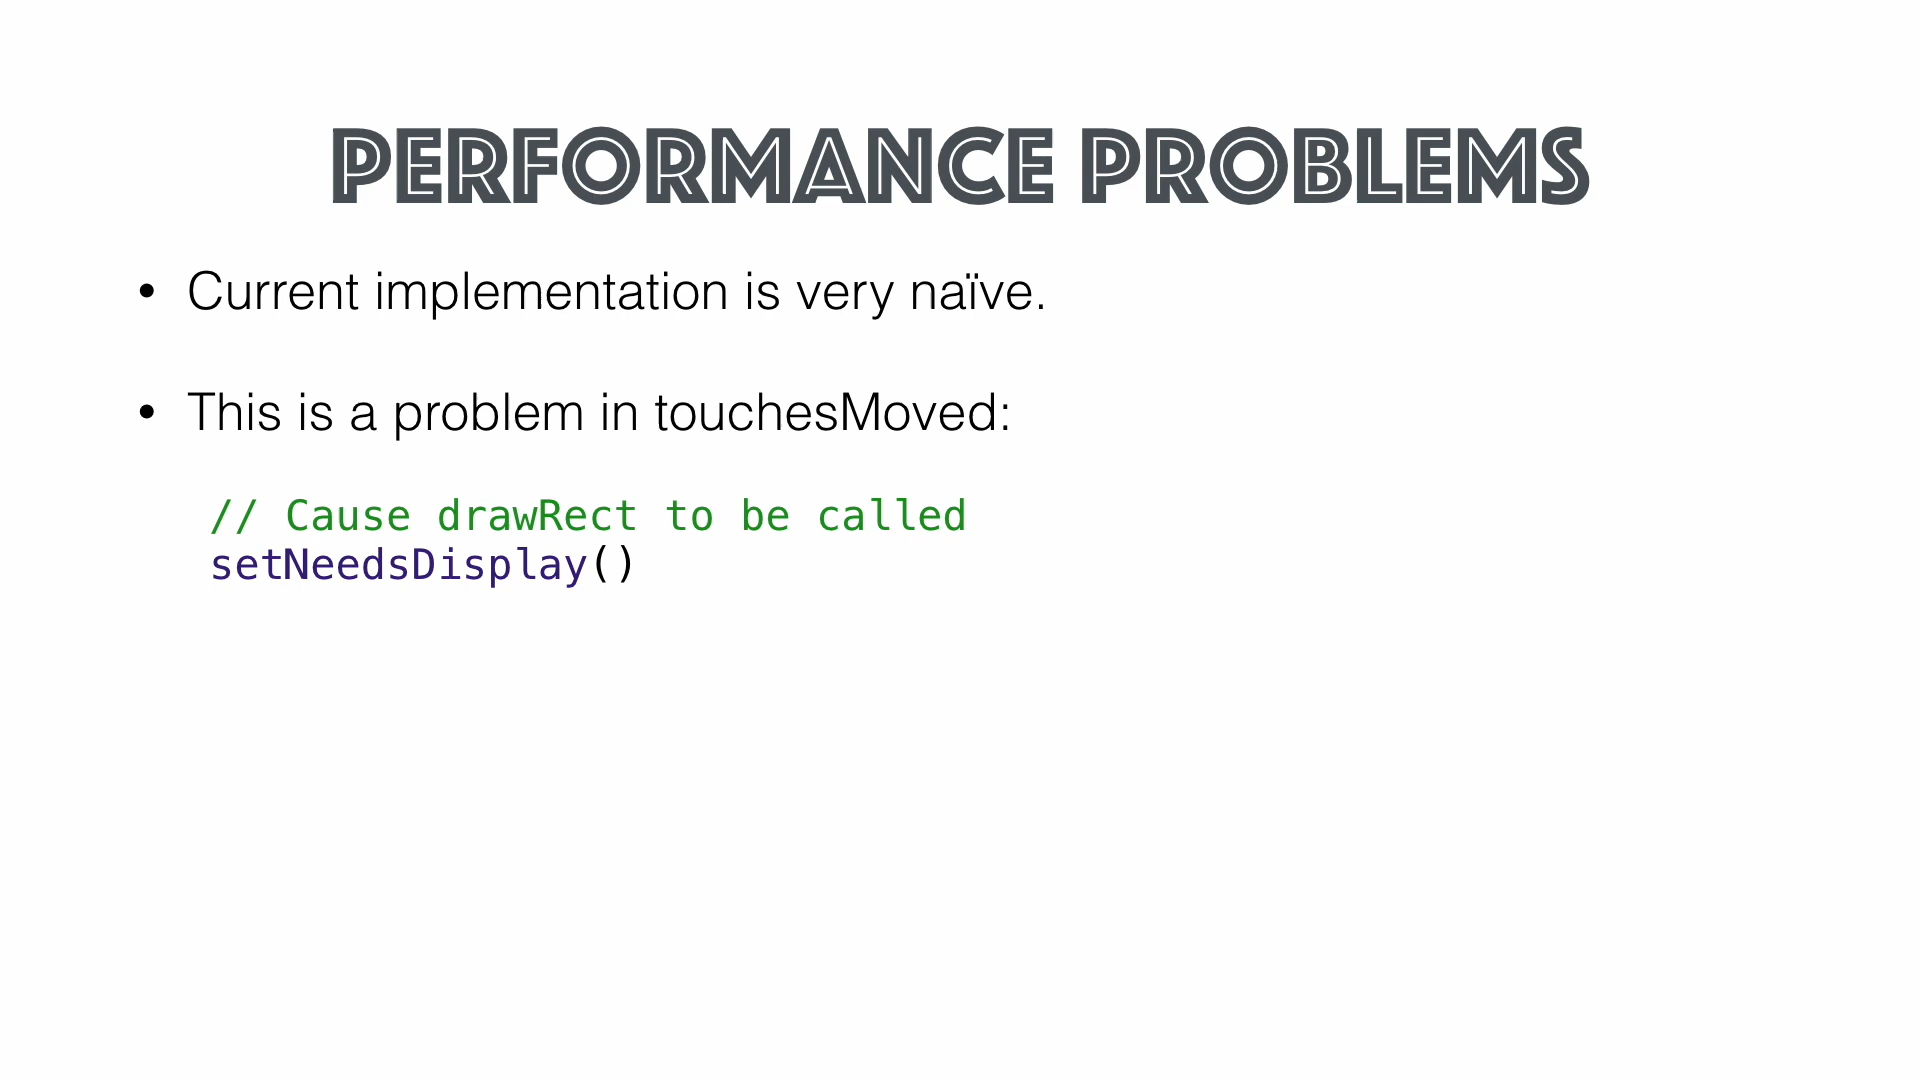 PERFORMANCE PROBLEMS
• Current implementation is very naïve.
• This is a problem in touchesMoved:
// Cause drawRect to be called
setNeedsDisplay()